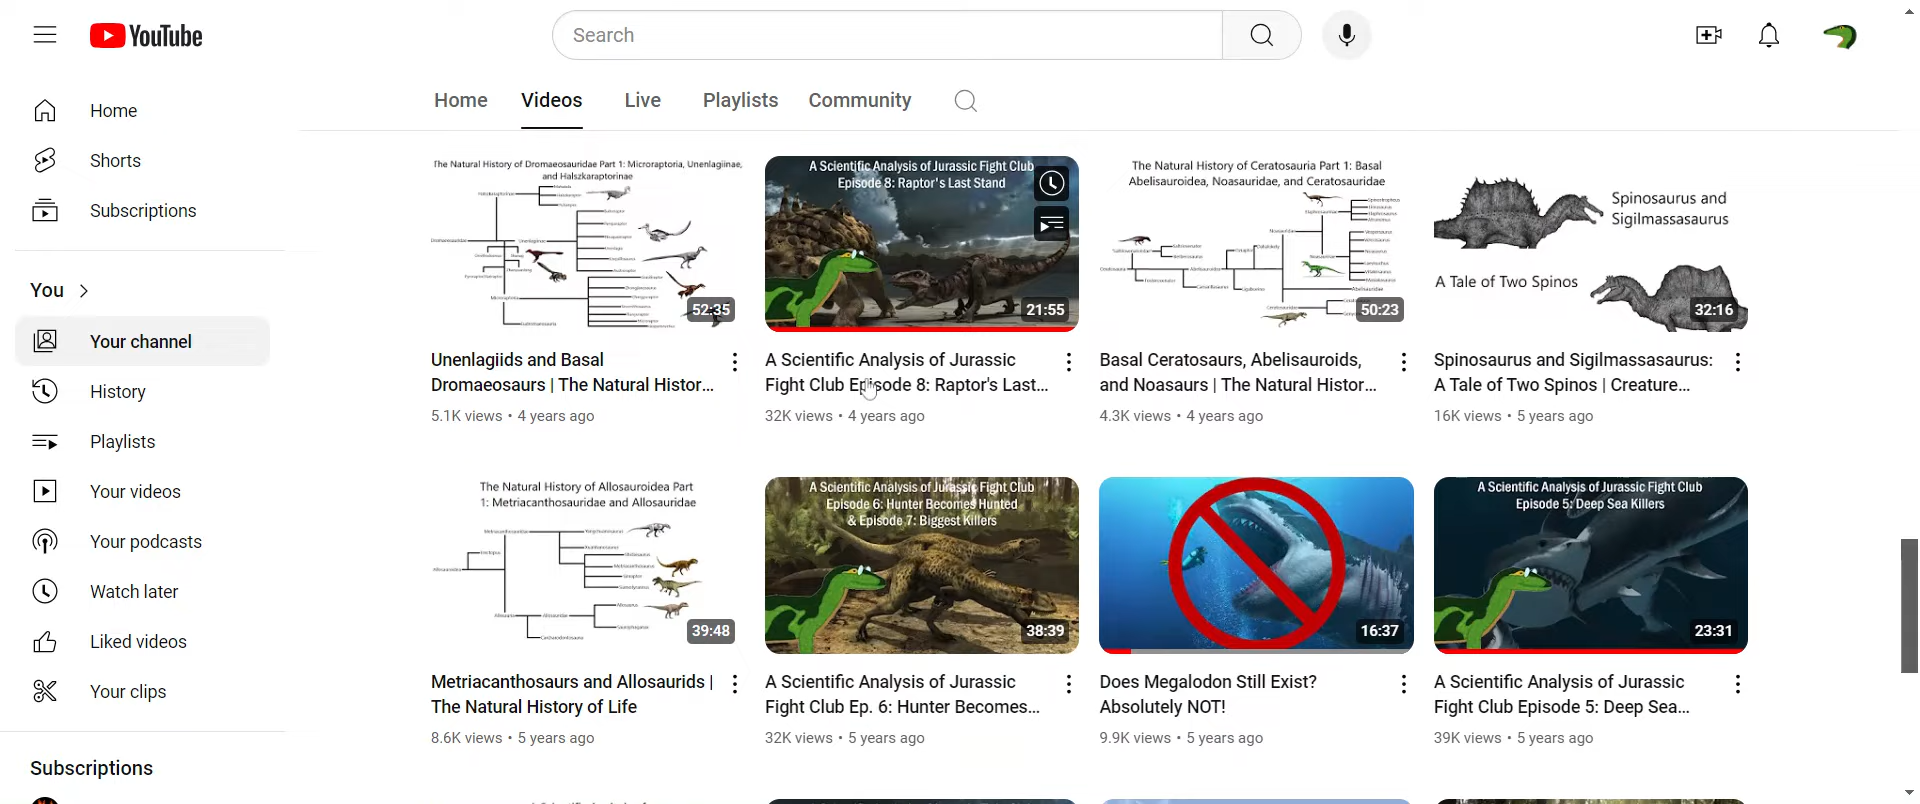 YouTube
Search
Home
Shorts
Subscriptions
You
Your channel
History
Playlists
Your videos
Your podcasts
Watch later
Liked videos
Your clips
Subscriptions
Home Videos Live Playlists Community
The Natural History of Dromaeosauridae Part 1: Microraptoria, Unenlagiinae,
and Halszkaraptorinae
52:35
Unenlagiids and Basal
Dromaeosaurs | The Natural Histor...
5.1K views • 4 years ago
A Scientific Analysis of Jurassic Fight Club
Episode 8: Raptor's Last Stand
21:55
A Scientific Analysis of Jurassic
Fight Club Episode 8: Raptor's Last...
32K views • 4 years ago
The Natural History of Ceratosauria Part 1: Basal
Abelisauroidea, Noasauridae, and Ceratosauridae
50:23
Basal Ceratosaurs, Abelisauroids,
and Noasaurs | The Natural Histor...
4.3K views • 4 years ago
Spinosaurus and
Sigilmassasaurus:
A Tale of Two Spinos
32:16
Spinosaurus and Sigilmassasaurus:
A Tale of Two Spinos | Creature...
16K views • 5 years ago
The Natural History of Allosauroidea Part
1: Metriacanthosauridae and Allosauridae
39:48
Metriacanthosaurs and Allosaurids |
The Natural History of Life
8.6K views • 5 years ago
A Scientific Analysis of Jurassic Fight Club
Episode 6: Hunter Becomes Hunted
& Episode 7: Biggest Killers
38:39
A Scientific Analysis of Jurassic
Fight Club Ep. 6: Hunter Becomes...
32K views • 5 years ago
16:37
Does Megalodon Still Exist?
Absolutely NOT!
9.9K views • 5 years ago
A Scientific Analysis of Jurassic Fight Club
Episode 5: Deep Sea Killers
23:31
A Scientific Analysis of Jurassic
Fight Club Episode 5: Deep Sea...
39K views • 5 years ago